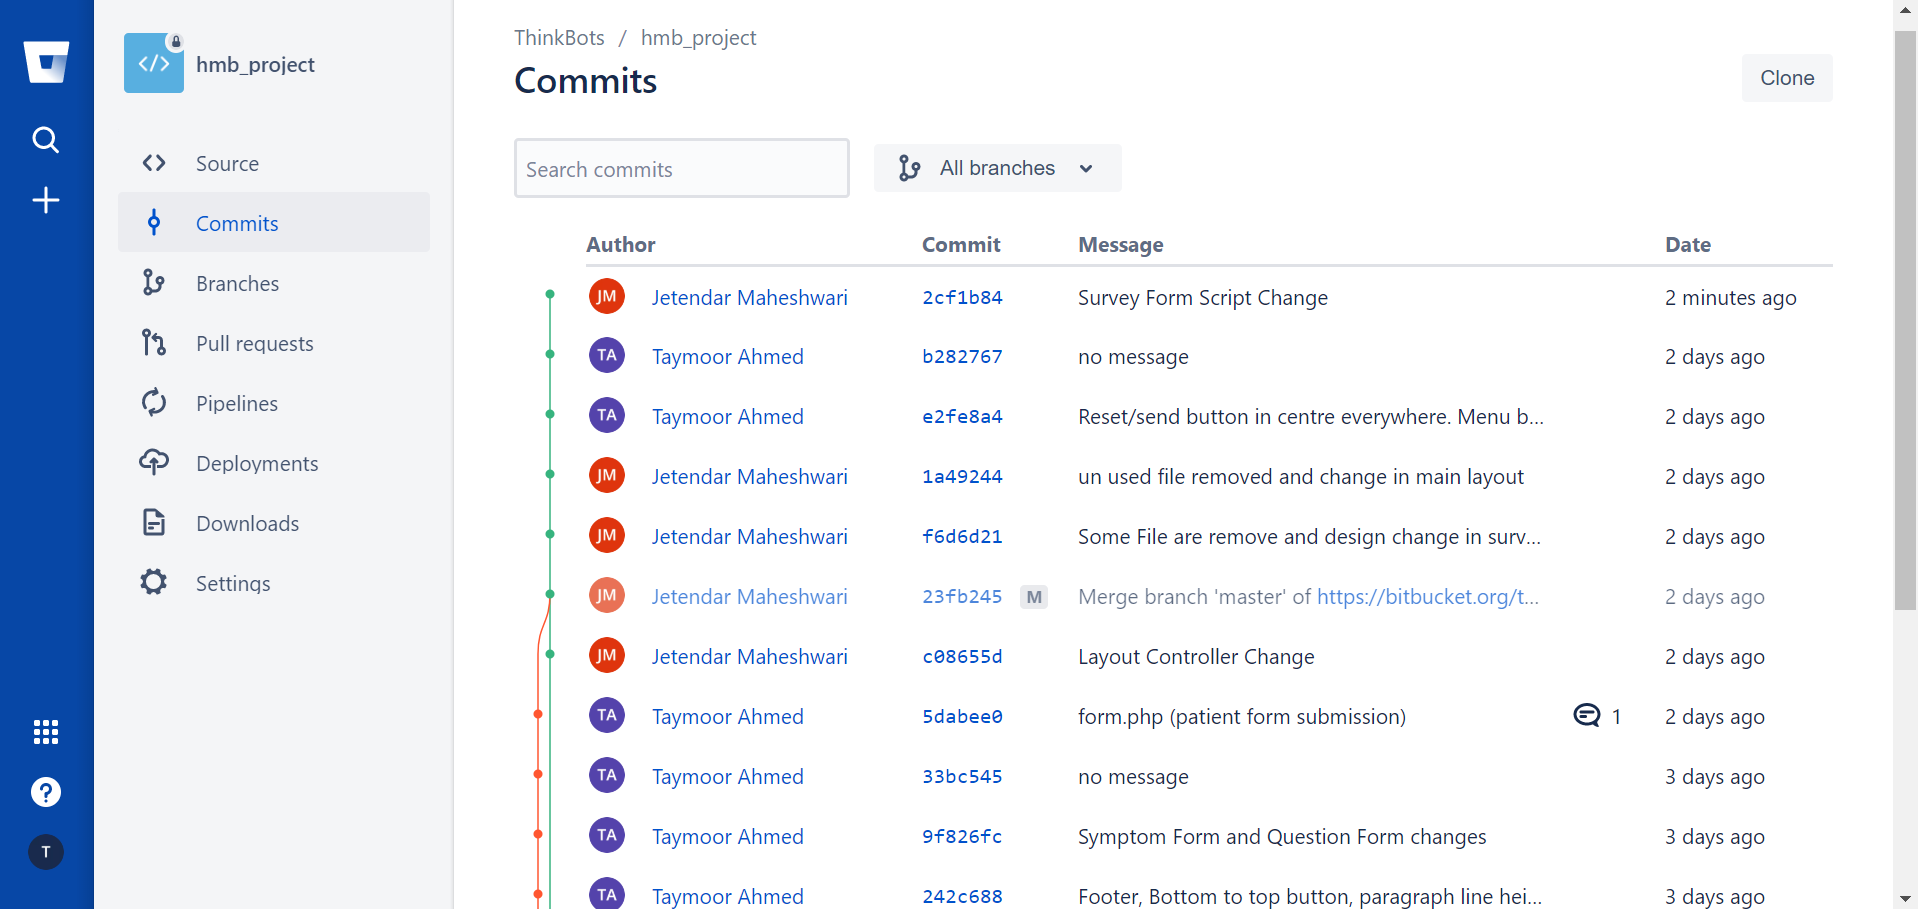 hmb_project
Source
Commits
Branches
Pull requests
Pipelines
Deployments
Downloads
Settings
T
ThinkBots / hmb_project
Commits
Clone
Search commits
All branches
Author Commit Message Date
JM Jetendar Maheshwari 2cf1b84 Survey Form Script Change 2 minutes ago
TA Taymoor Ahmed b282767 no message 2 days ago
TA Taymoor Ahmed e2fe8a4 Reset/send button in centre everywhere. Menu b... 2 days ago
JM Jetendar Maheshwari 1a49244 un used file removed and change in main layout 2 days ago
JM Jetendar Maheshwari f6d6d21 Some File are remove and design change in surv... 2 days ago
JM Jetendar Maheshwari 23fb245 M Merge branch 'master' of https://bitbucket.org/t... 2 days ago
JM Jetendar Maheshwari c08655d Layout Controller Change 2 days ago
TA Taymoor Ahmed 5dabee0 form.php (patient form submission) 1 2 days ago
TA Taymoor Ahmed 33bc545 no message 3 days ago
TA Taymoor Ahmed 9f826fc Symptom Form and Question Form changes 3 days ago
TA Taymoor Ahmed 242c688 Footer, Bottom to top button, paragraph line hei... 3 days ago